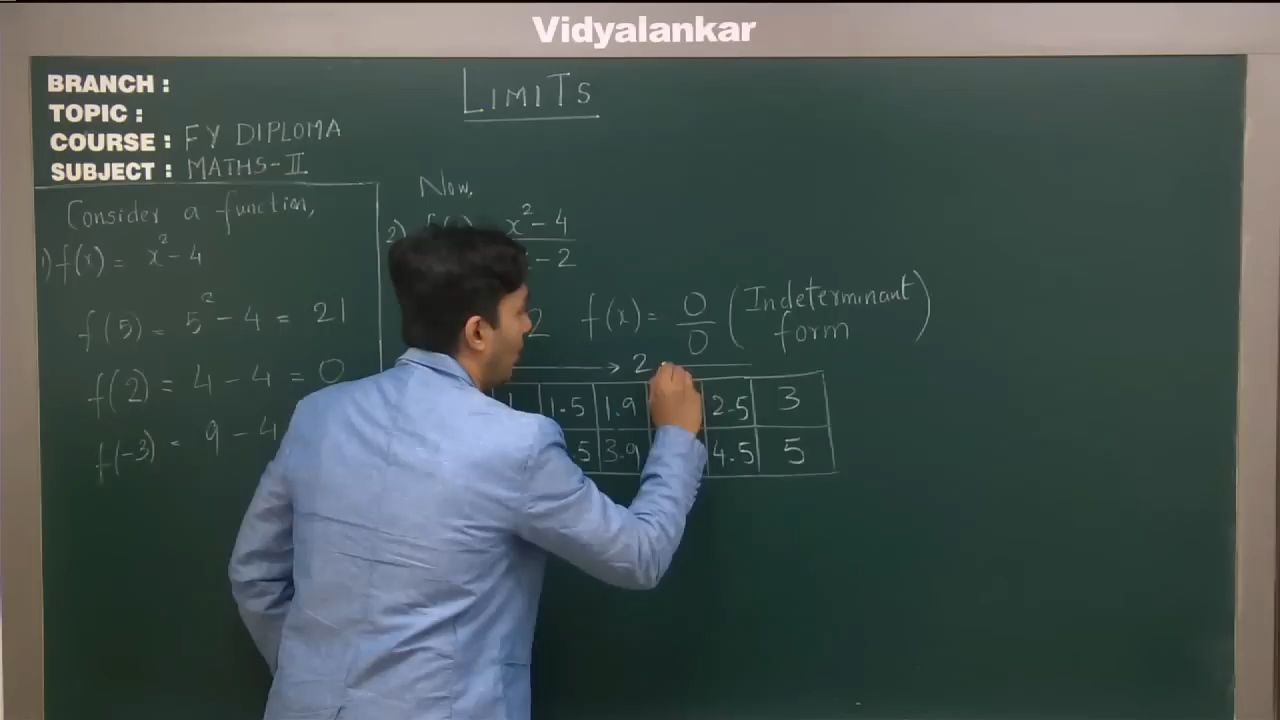 Vidyalankar
BRANCH :
TOPIC :
COURSE : FY DIPLOMA
SUBJECT : MATHS-II
LIMITS
Consider a function,
1) f(x) = x² - 4
f(5) = 5² - 4 = 21
f(2) = 4 - 4 = 0
f(-3) = 9 - 4
Now,
2) x² - 4
- 2
2 f(x) = 0/0 (Indeterminant form)
→ 2
1.5 1.9 2.5 3
.5 3.9 4.5 5